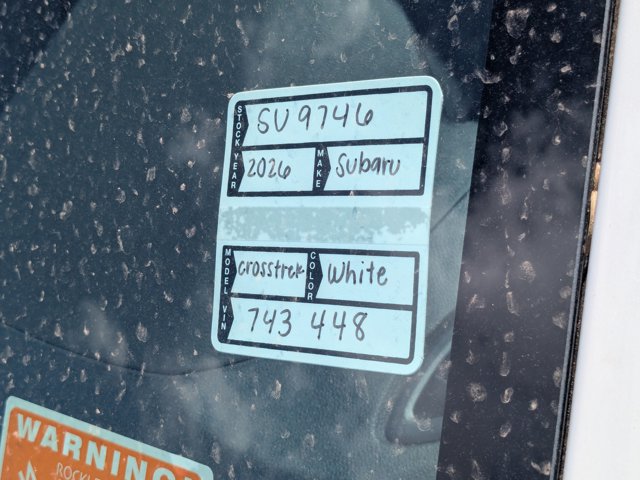 STOCK SU9746
YEAR 2026 MAKE Subaru
MODEL crosstrek COLOR White
VIN 743 448
WARNING